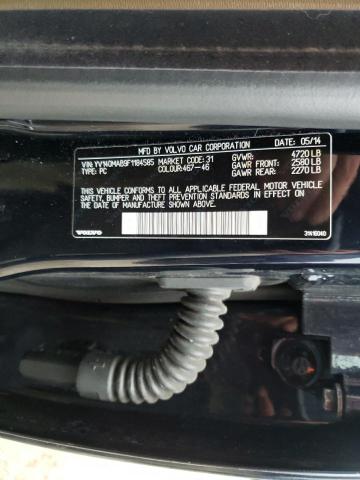 MFD. BY VOLVO CAR CORPORATION DATE: 05/14
VIN: YV140MAB9F1184585 MARKET CODE: 31 GVWR: 4720 LB
TYPE: PC COLOUR: 467-46 GAWR FRONT: 2580 LB
GAWR REAR: 2270 LB
THIS VEHICLE CONFORMS TO ALL APPLICABLE FEDERAL MOTOR VEHICLE
SAFETY, BUMPER AND THEFT PREVENTION STANDARDS IN EFFECT ON THE
DATE OF MANUFACTURE SHOWN ABOVE.
VOLVO 31416040